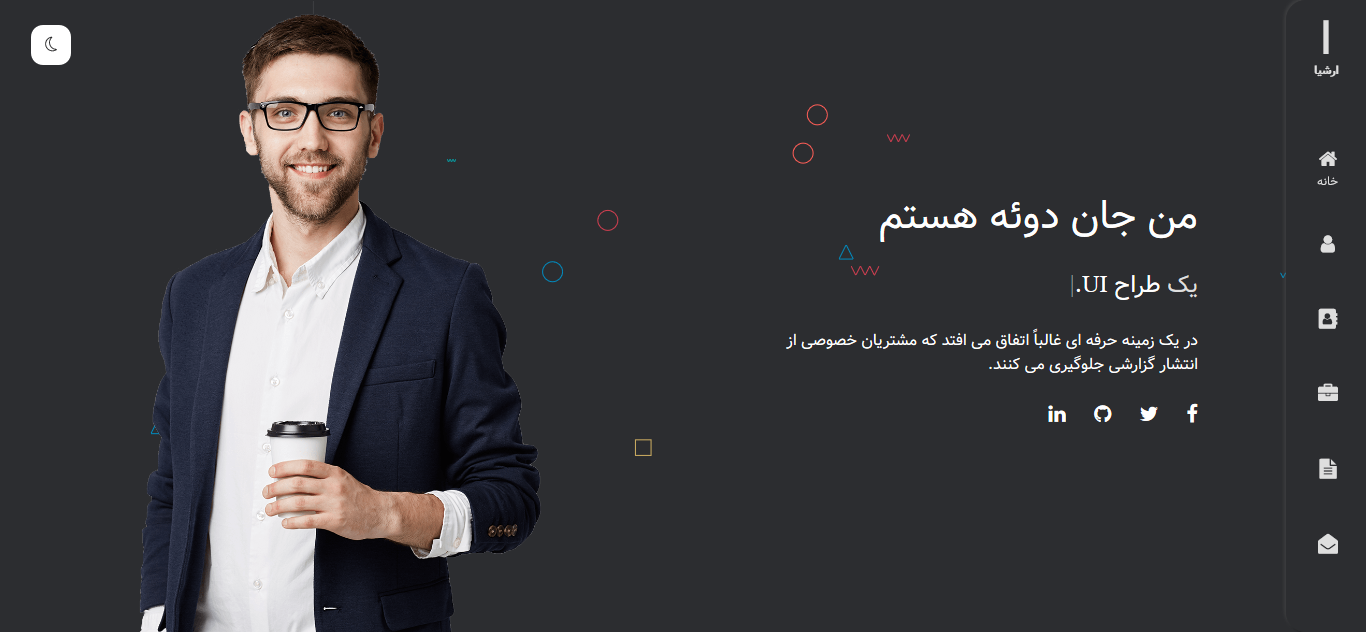 ا
ارشیا
خانه
من جان دوئه هستم
یک طراح UI.|
در یک زمینه حرفه ای غالباً اتفاق می افتد که مشتریان خصوصی از
انتشار گزارشی جلوگیری می کنند.